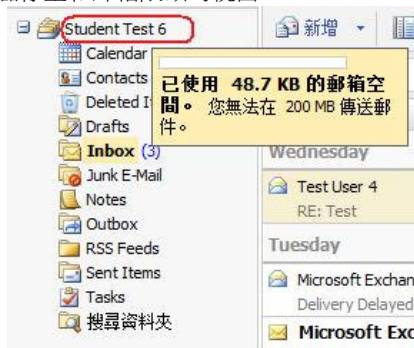 Student Test 6
新增
Calendar
Contacts
Deleted I
Drafts
Inbox (3)
Junk E-Mail
Notes
Outbox
RSS Feeds
Sent Items
Tasks
搜尋資料夾
已使用 48.7 KB 的郵箱空
間。 您無法在 200 MB 傳送郵
件。
Wednesday
Test User 4
RE: Test
Tuesday
Microsoft Exchan
Delivery Delayed
Microsoft Exc